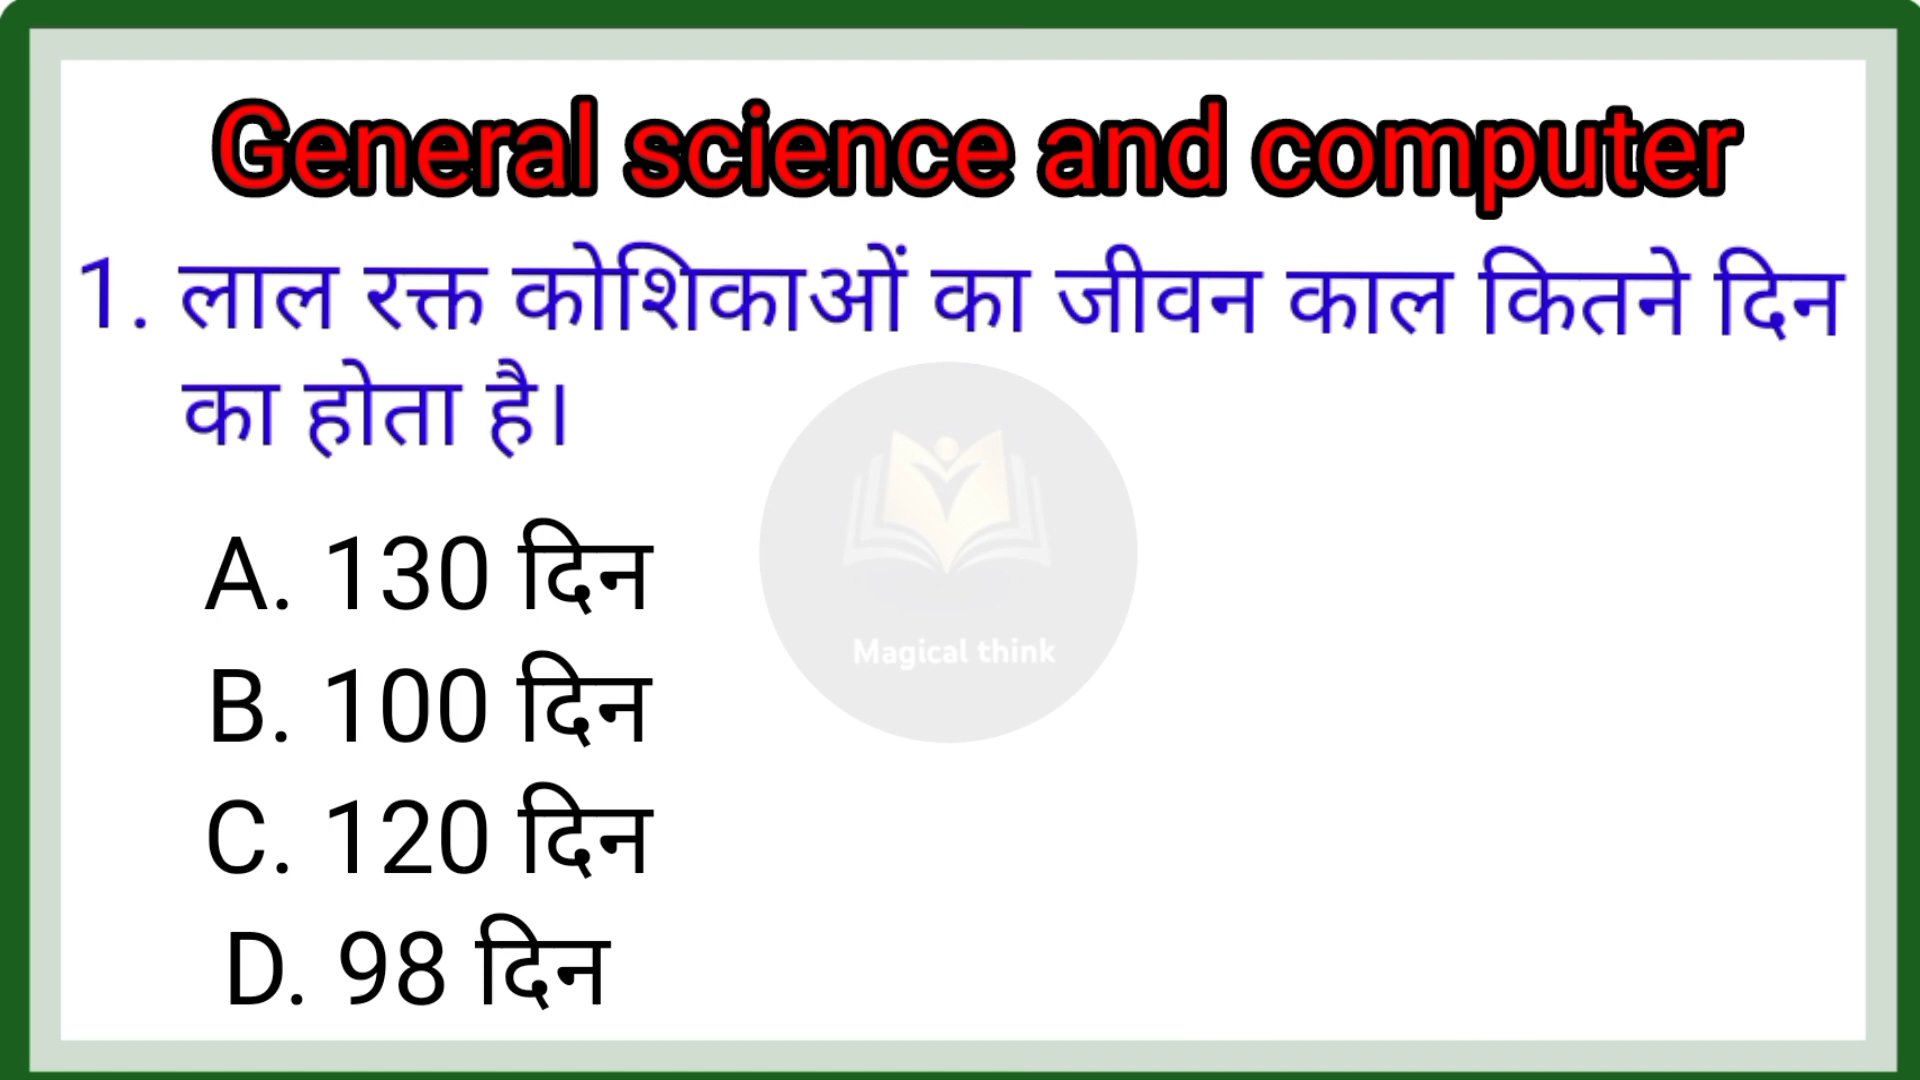 General science and computer
1. लाल रक्त कोशिकाओं का जीवन काल कितने दिन
का होता है।
Magical think
A. 130 दिन
B. 100 दिन
C. 120 दिन
D. 98 दिन